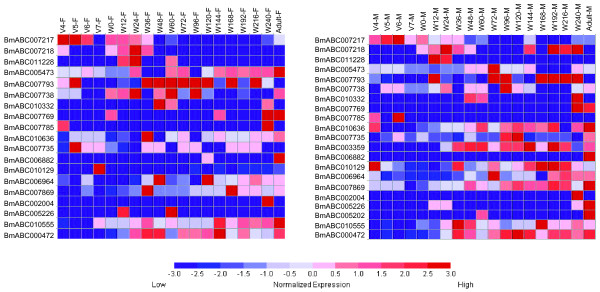 V4-F V5-F V6-F V7-F W0-F W12-F W24-F W36-F W48-F W60-F W72-F W96-F W120-F W144-F W168-F W192-F W216-F W240-F Adult-F
BmABC007217
BmABC007218
BmABC011228
BmABC005473
BmABC007793
BmABC007738
BmABC010332
BmABC007769
BmABC007785
BmABC010636
BmABC007735
BmABC006882
BmABC010129
BmABC006964
BmABC007869
BmABC002004
BmABC005226
BmABC010555
BmABC000472
V4-M V5-M V6-M V7-M W0-M W12-M W24-M W36-M W48-M W60-M W72-M W96-M W120-M W144-M W168-M W192-M W216-M W240-M Adult-M
BmABC007217
BmABC007218
BmABC011228
BmABC005473
BmABC007793
BmABC007738
BmABC010332
BmABC007769
BmABC007785
BmABC010636
BmABC007735
BmABC003359
BmABC006882
BmABC010129
BmABC006964
BmABC007869
BmABC002004
BmABC005226
BmABC005202
BmABC010555
BmABC000472
-3.0 -2.5 -2.0 -1.5 -1.0 -0.5 0.0 0.5 1.0 1.5 2.0 2.5 3.0
Low Normalized Expression High